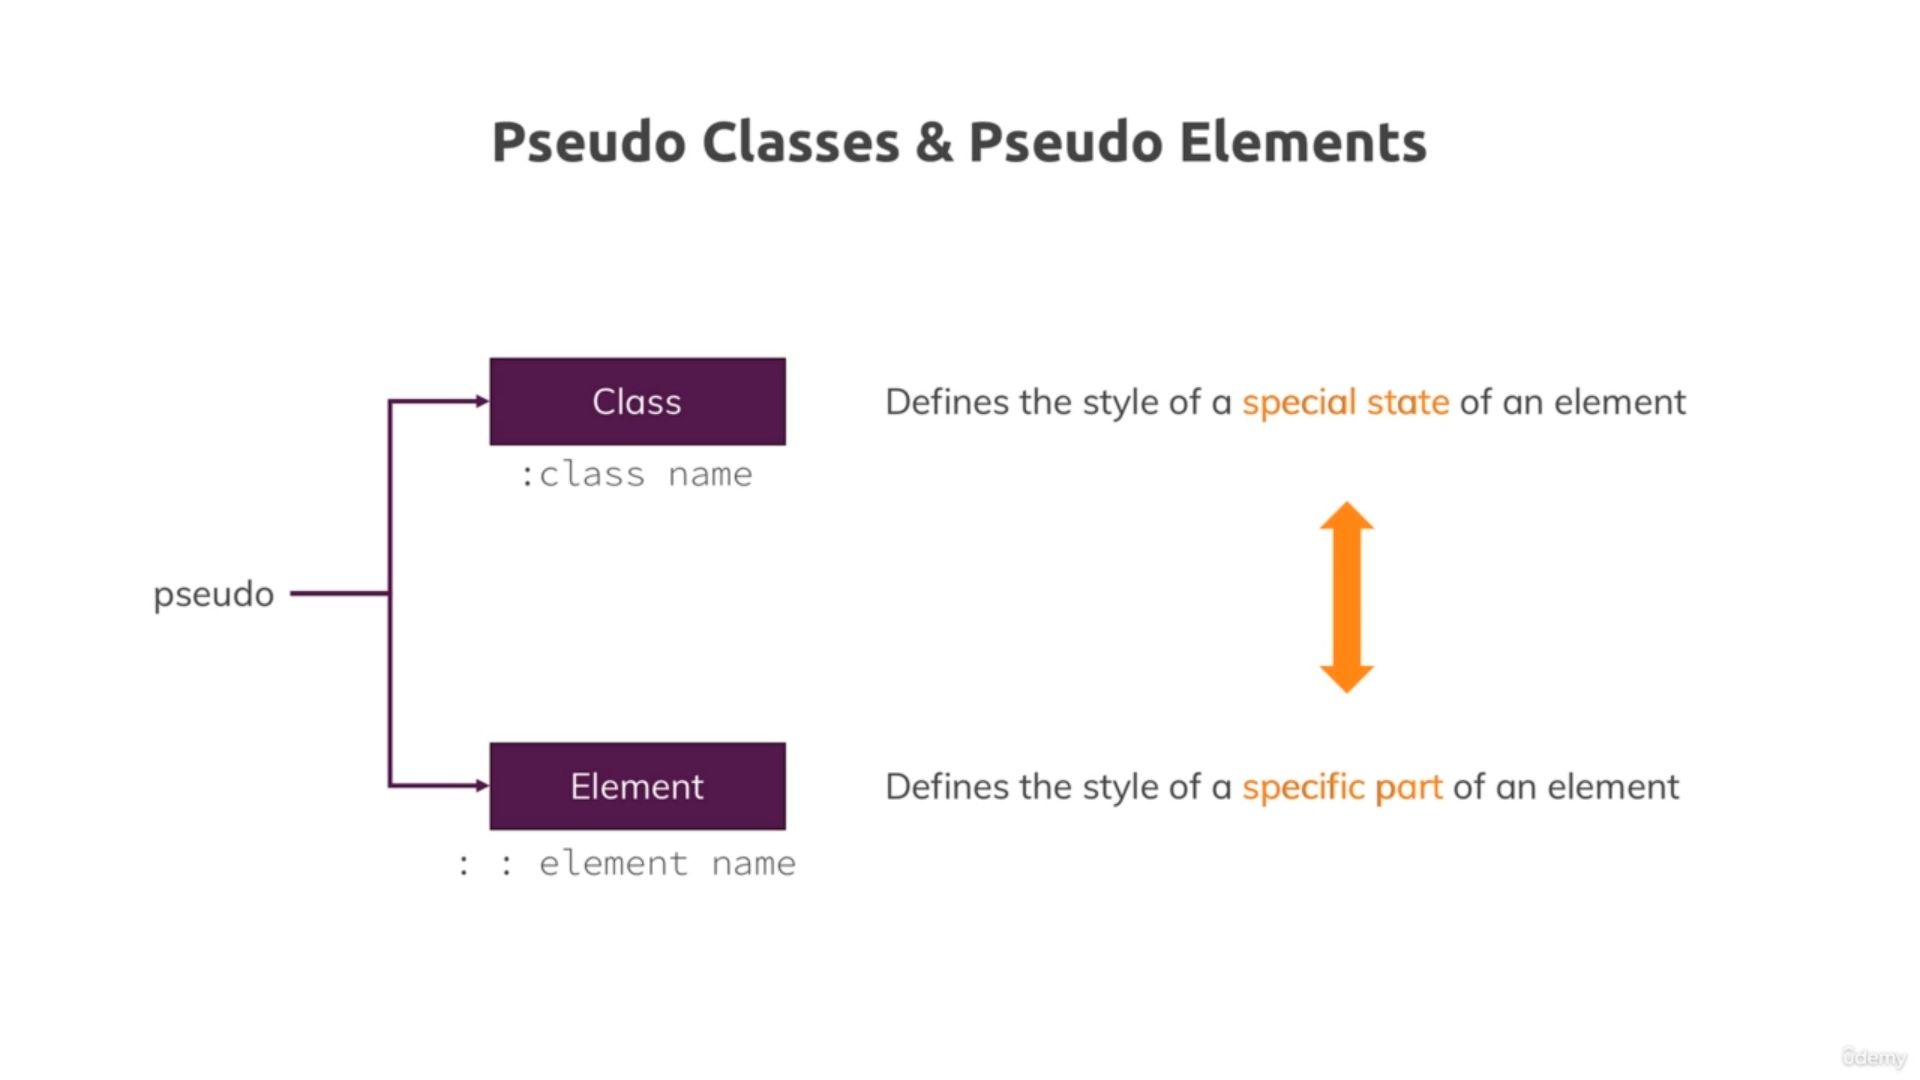 Pseudo Classes & Pseudo Elements
Class
Defines the style of a special state of an element
:class name
pseudo
Element
Defines the style of a specific part of an element
: : element name
ûdemy